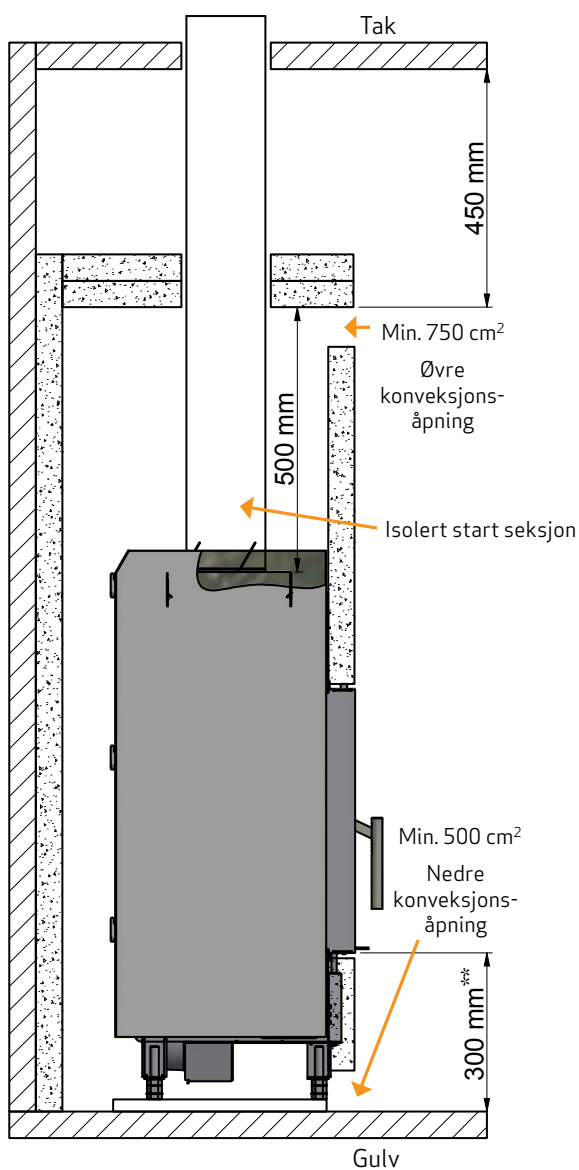 Tak
450 mm
Min. 750 cm²
Øvre
konveksjons-
åpning
500 mm
Isolert start seksjon
Min. 500 cm²
Nedre
konveksjons-
åpning
300 mm**
Gulv